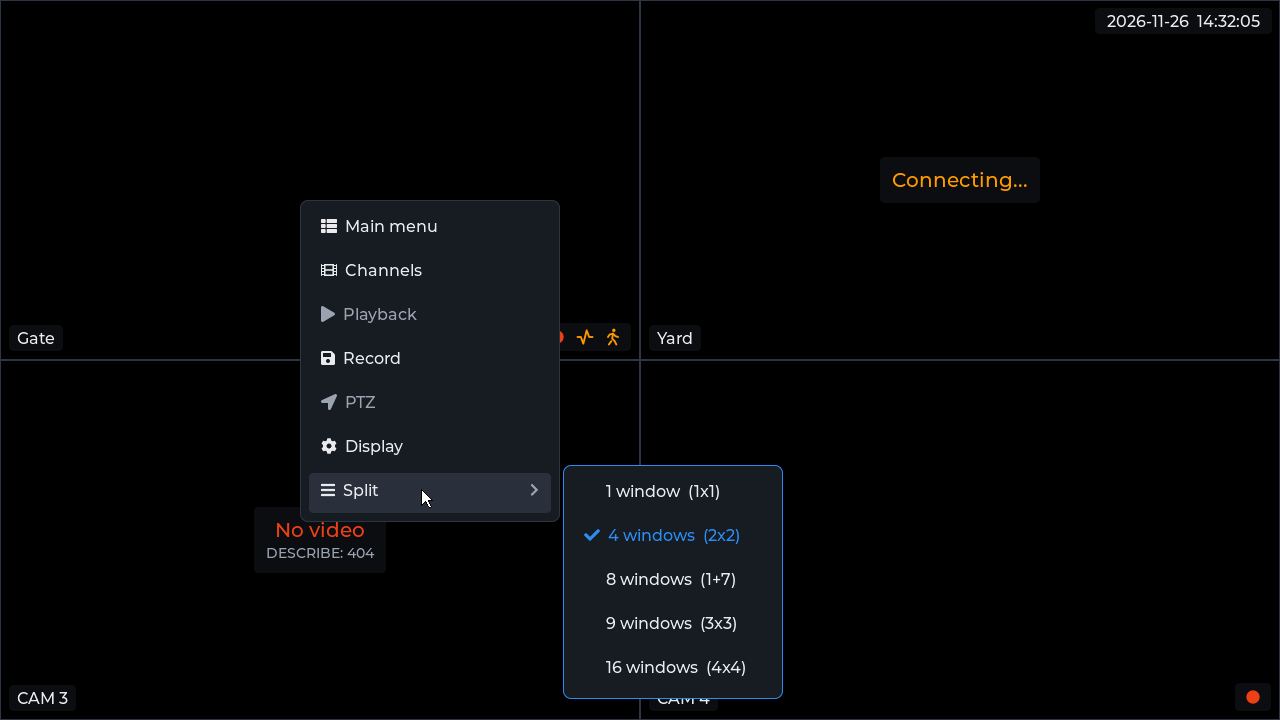 2026-11-26 14:32:05
Connecting...
Main menu
Channels
Playback
Gate
Yard
Record
PTZ
Display
Split
1 window (1x1)
No video
4 windows (2x2)
DESCRIBE: 404
8 windows (1+7)
9 windows (3x3)
16 windows (4x4)
CAM 3
CAM 4